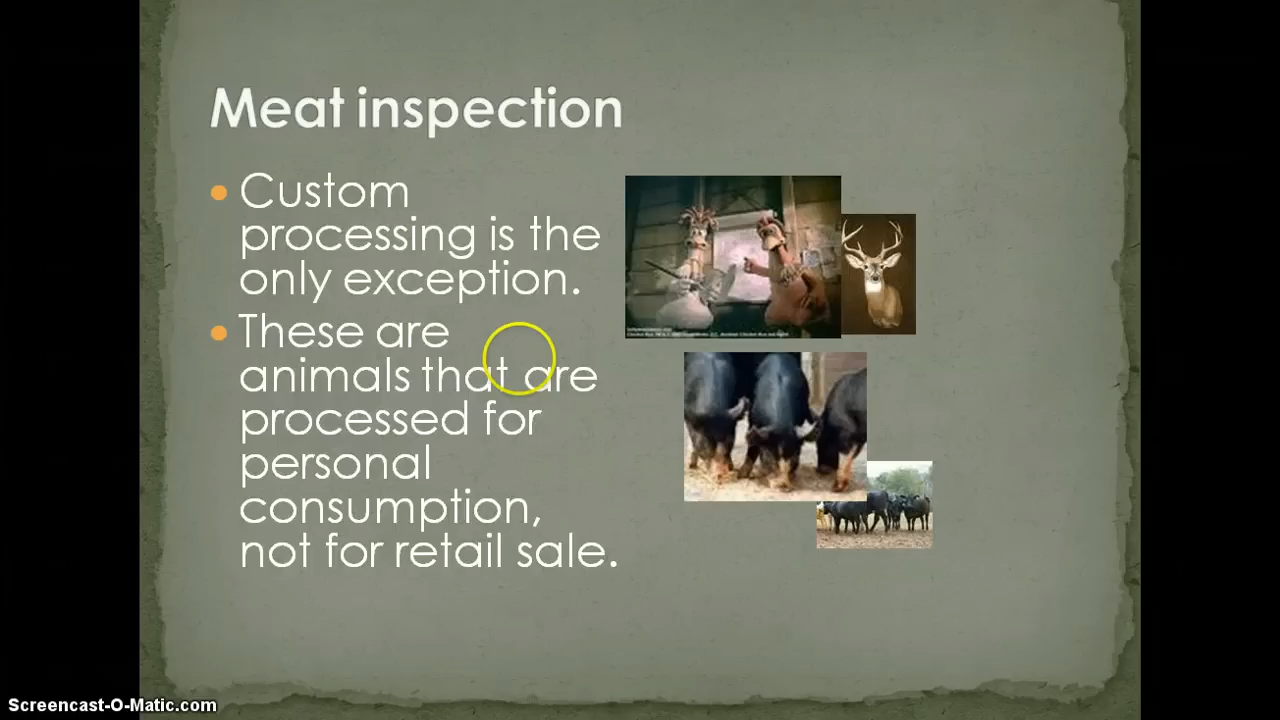 Meat inspection
Custom
processing is the
only exception.
These are
animals that are
processed for
personal
consumption,
not for retail sale.
Screencast-O-Matic.com